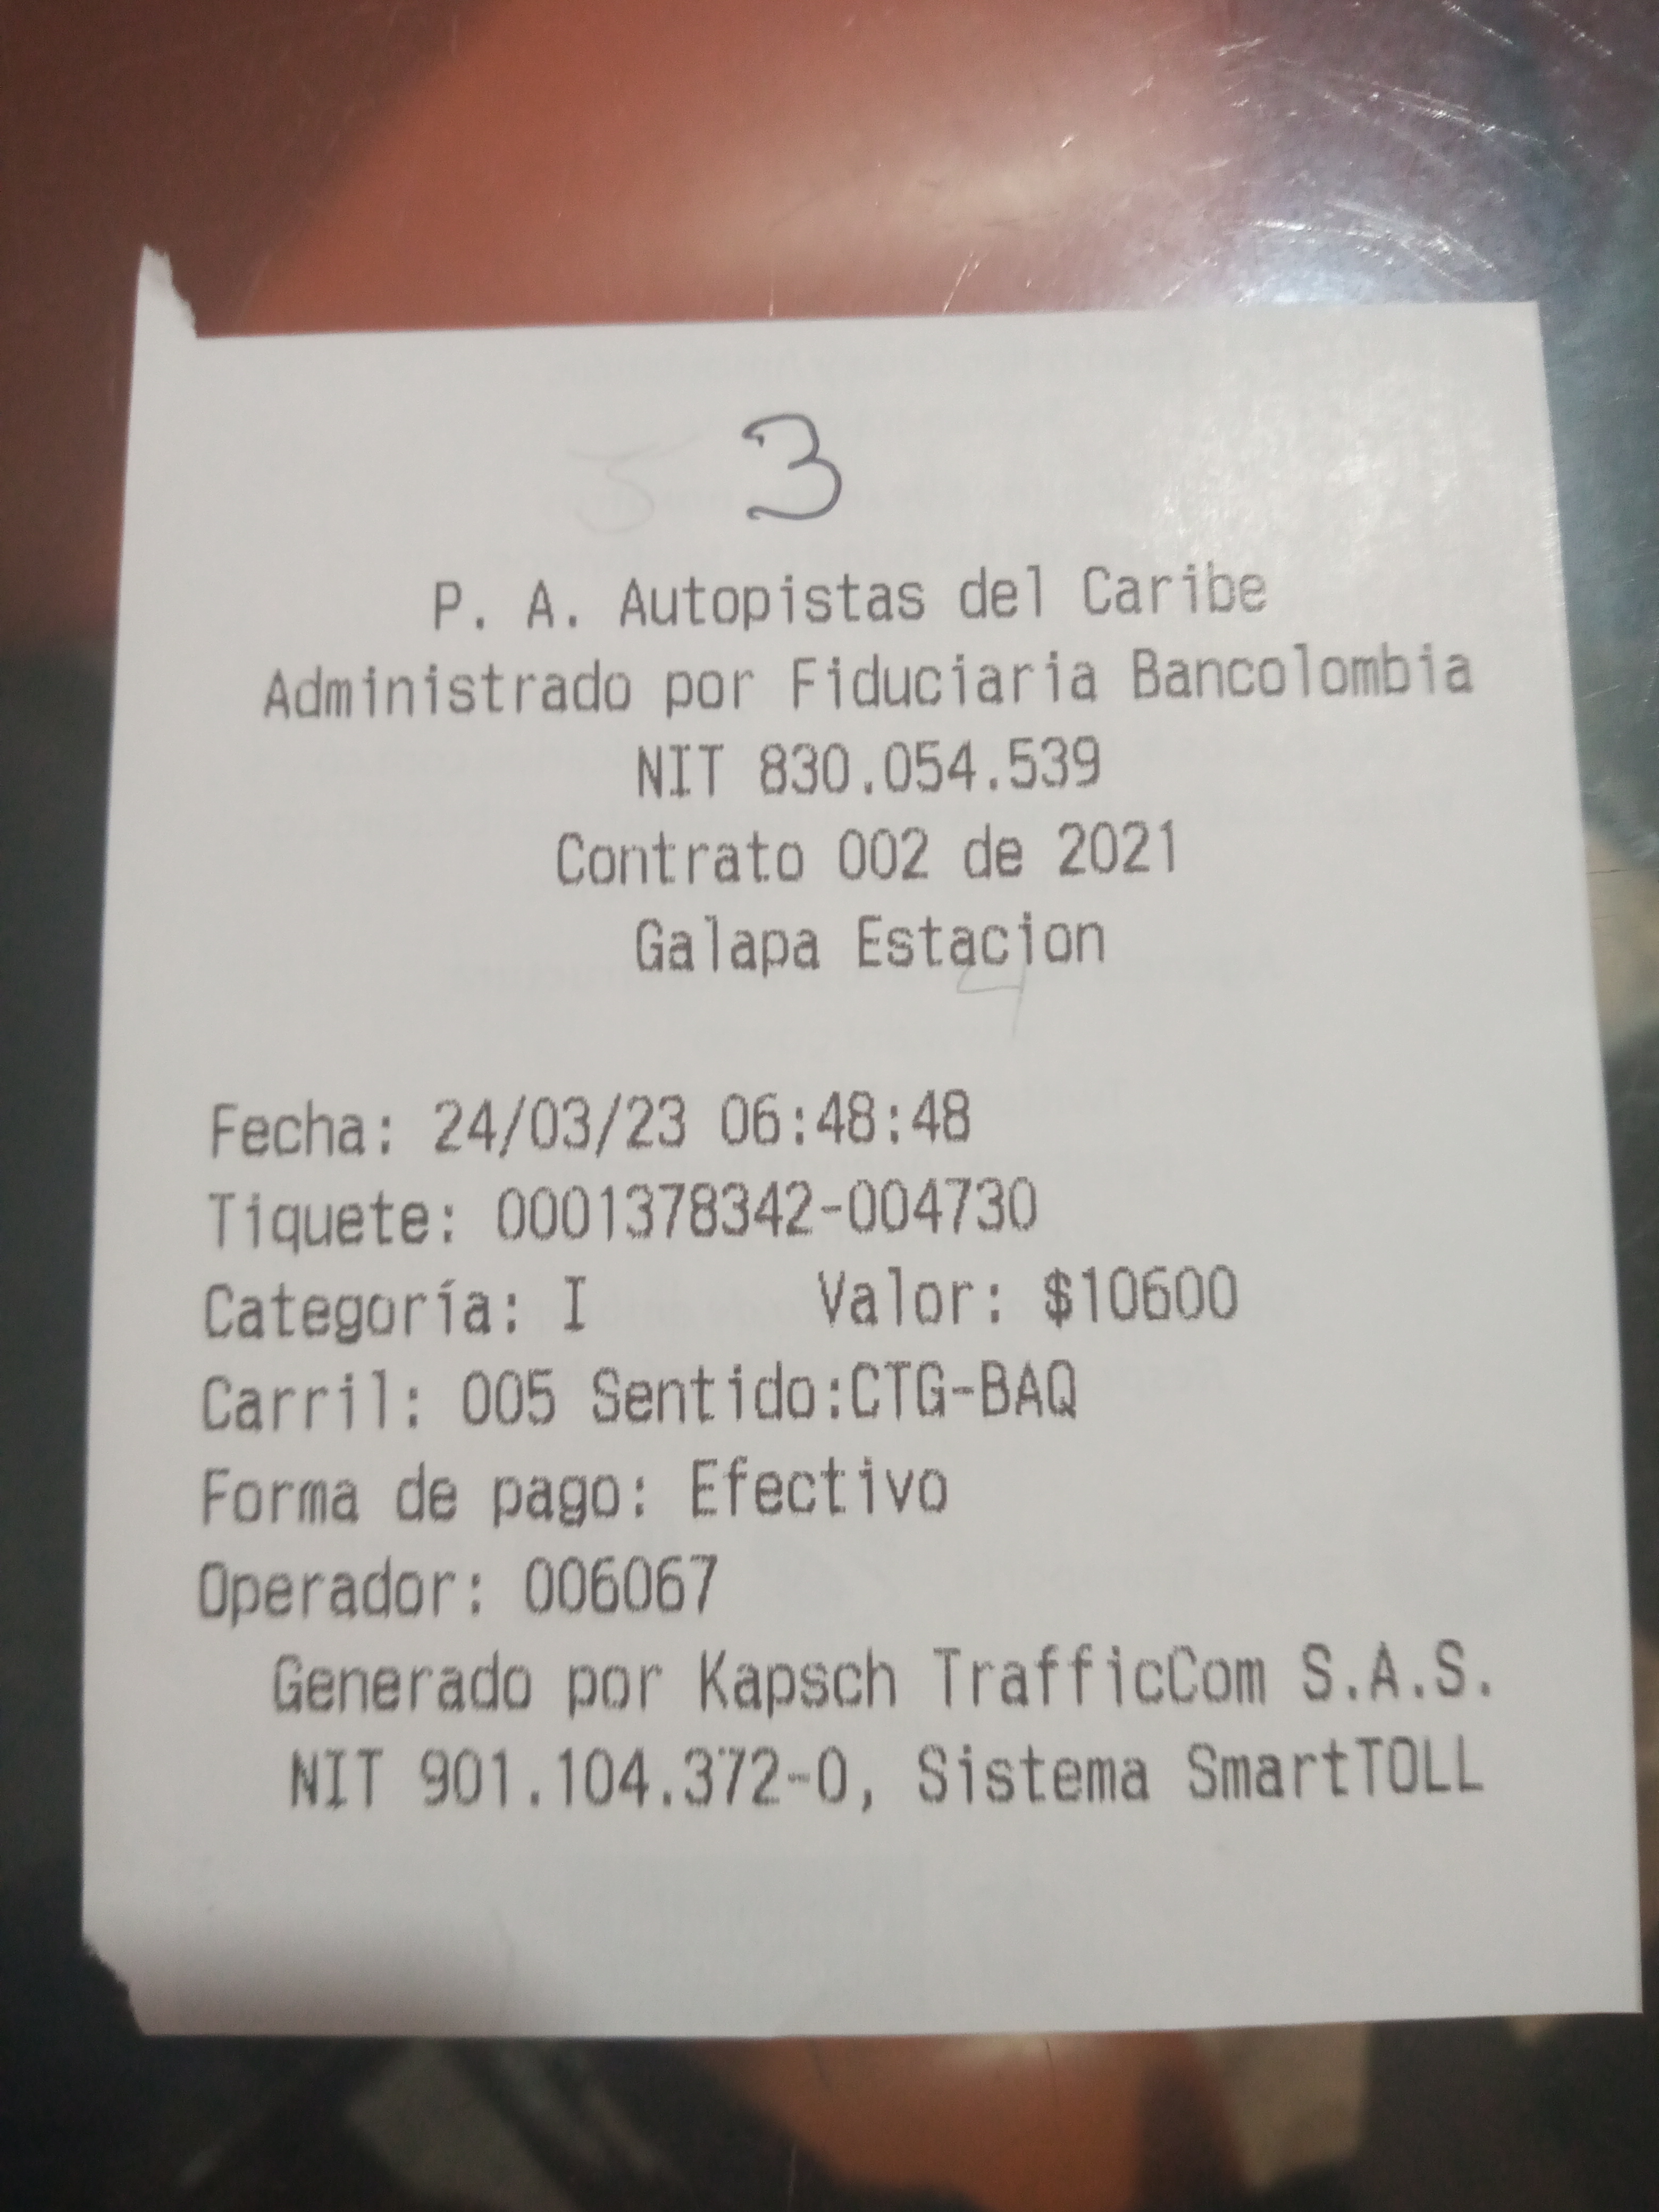 3
P. A. Autopistas del Caribe
Administrado por Fiduciaria Bancolombia
NIT 830.054.539
Contrato 002 de 2021
Galapa Estacion
Fecha: 24/03/23 06:48:48
Tiquete: 0001378342-004730
Categoría: I Valor: $10600
Carril: 005 Sentido:CTG-BAQ
Forma de pago: Efectivo
Operador: 006067
Generado por Kapsch TrafficCom S.A.S.
NIT 901.104.372-0, Sistema SmartTOLL